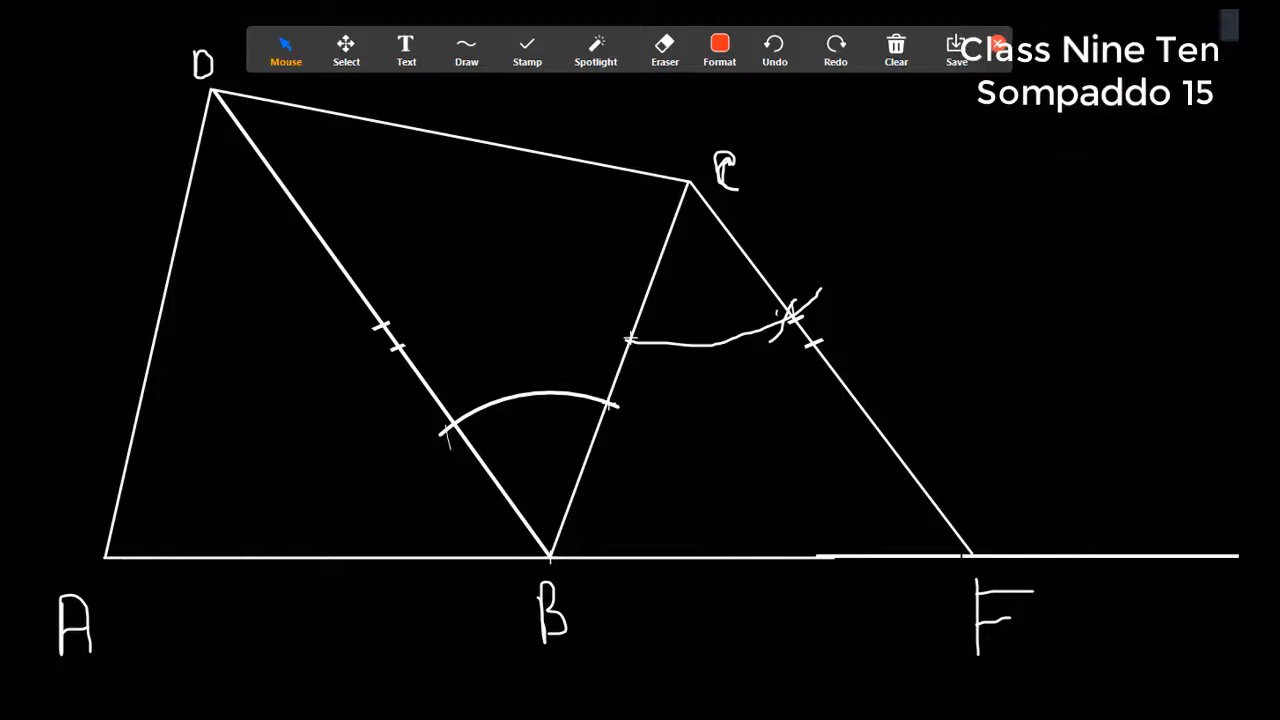 Mouse Select Text Draw Stamp Spotlight Eraser Format Undo Redo Clear Save
Class Nine Ten
Sompaddo 15
D
C
A
B
F